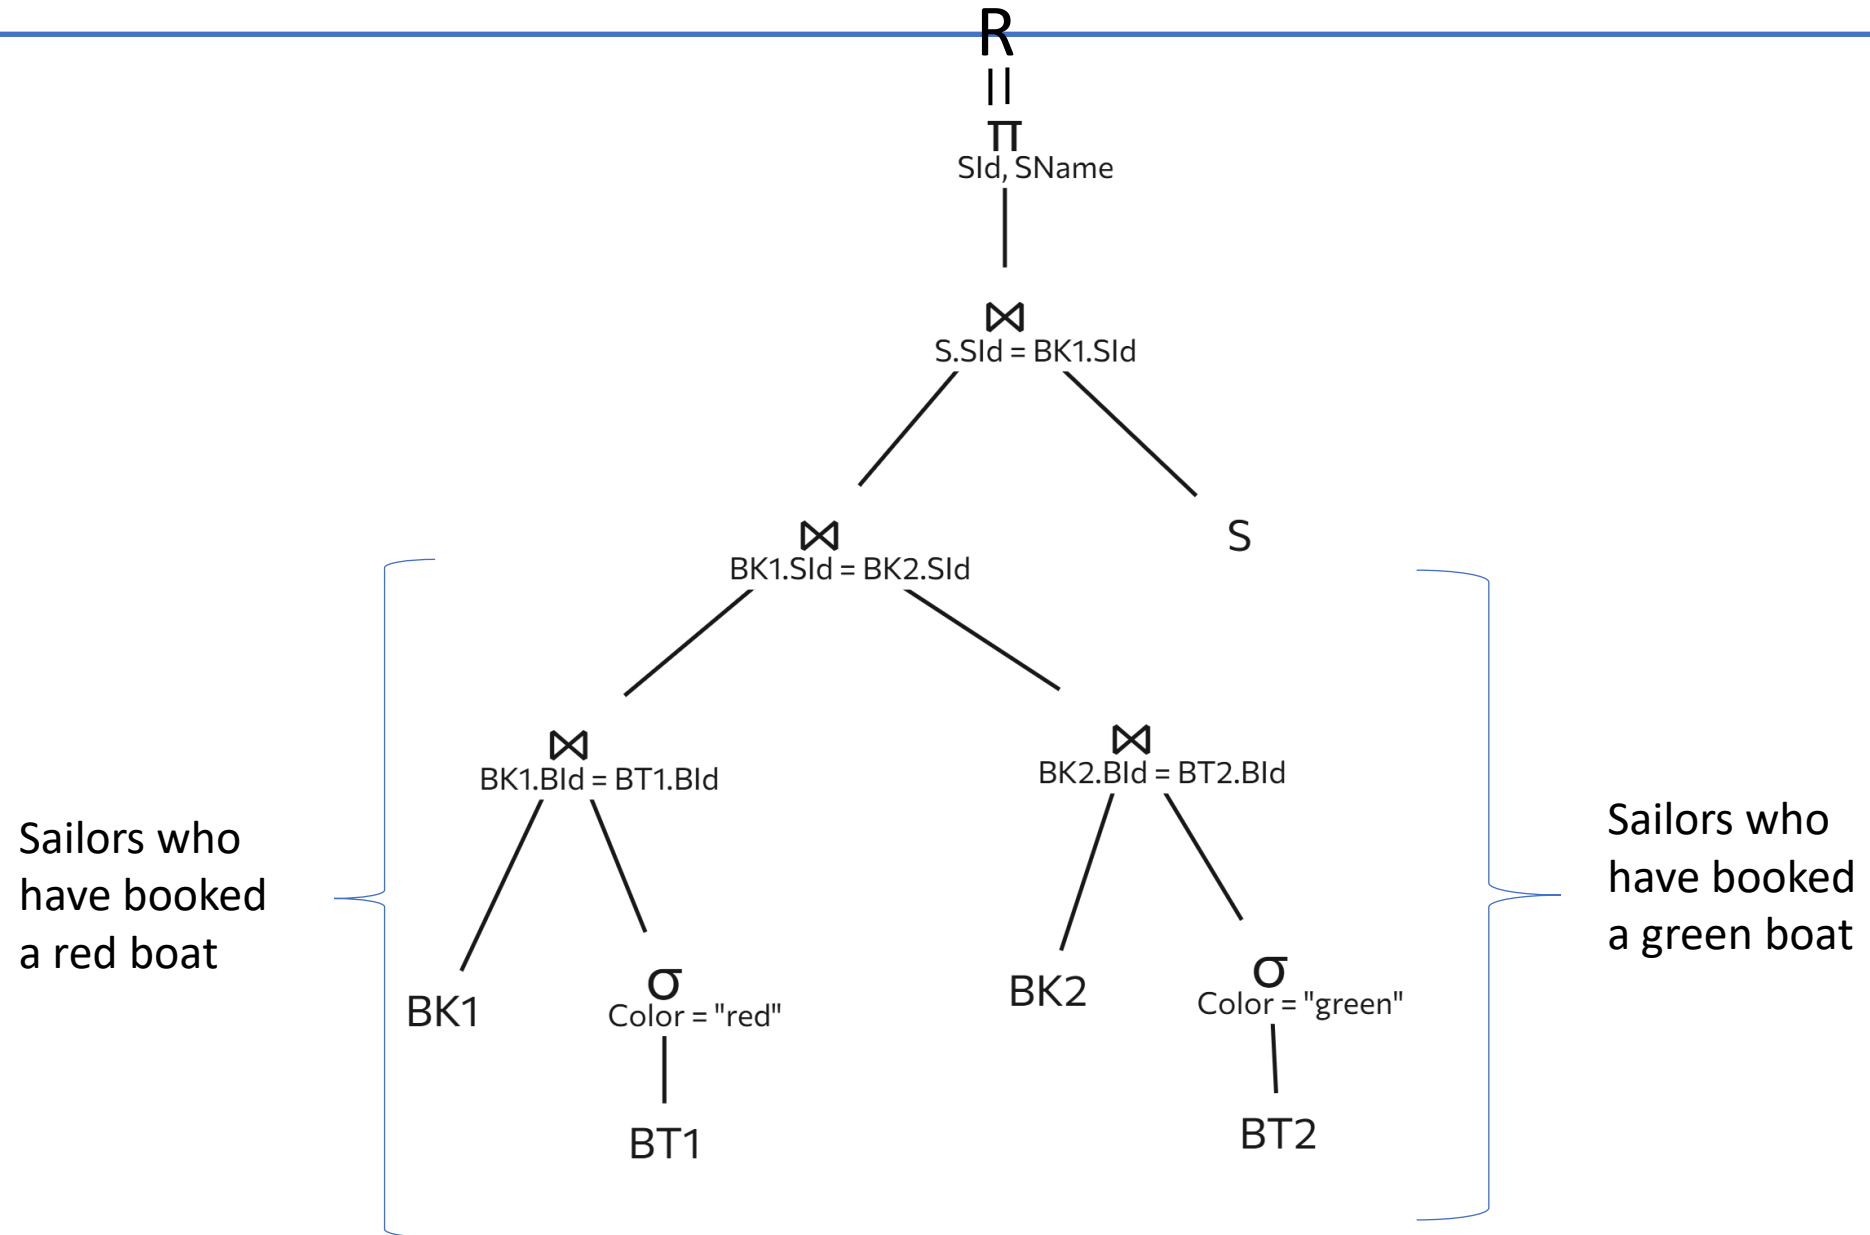 R
=
π
SId, SName
⋈
S.SId = BK1.SId
⋈
BK1.SId = BK2.SId
S
⋈
BK1.BId = BT1.BId
⋈
BK2.BId = BT2.BId
Sailors who
have booked
a red boat
BK1
σ
Color = "red"
BT1
BK2
σ
Color = "green"
BT2
Sailors who
have booked
a green boat